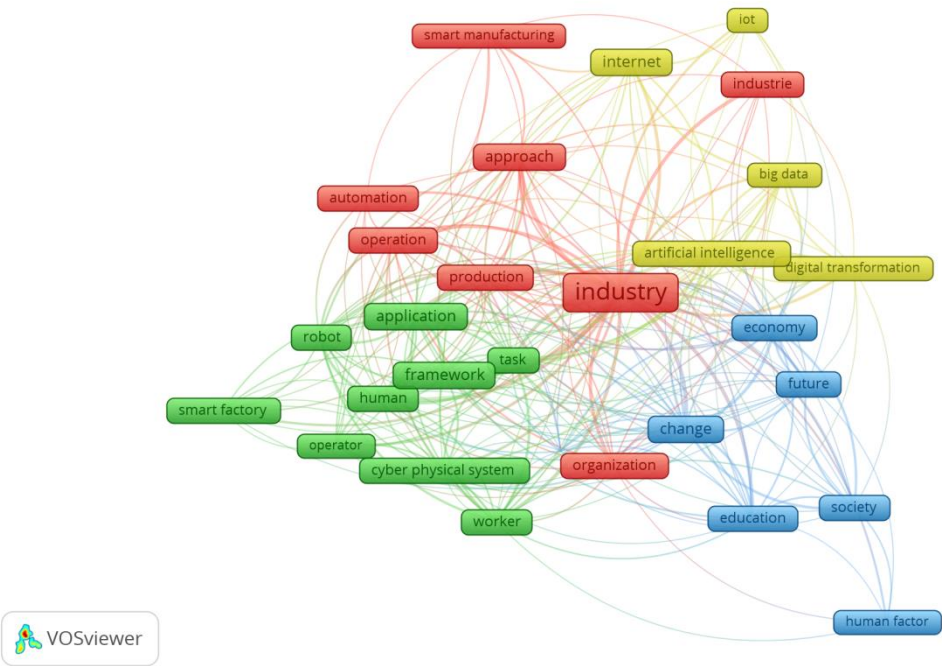 iot
smart manufacturing
internet
industrie
approach
big data
automation
operation
artificial intelligence
digital transformation
production
industry
application
economy
robot
task
framework
future
human
smart factory
change
operator
organization
cyber physical system
society
education
worker
human factor
VOSviewer